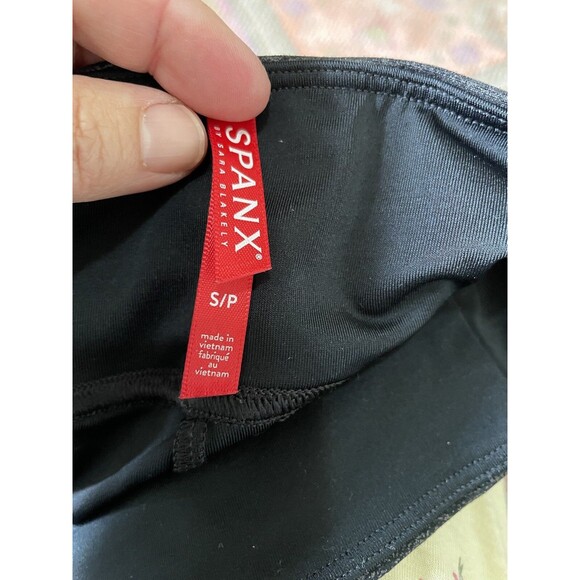 SPANX®
BY SARA BLAKELY
S/P
made in
vietnam
fabriqué
au
vietnam